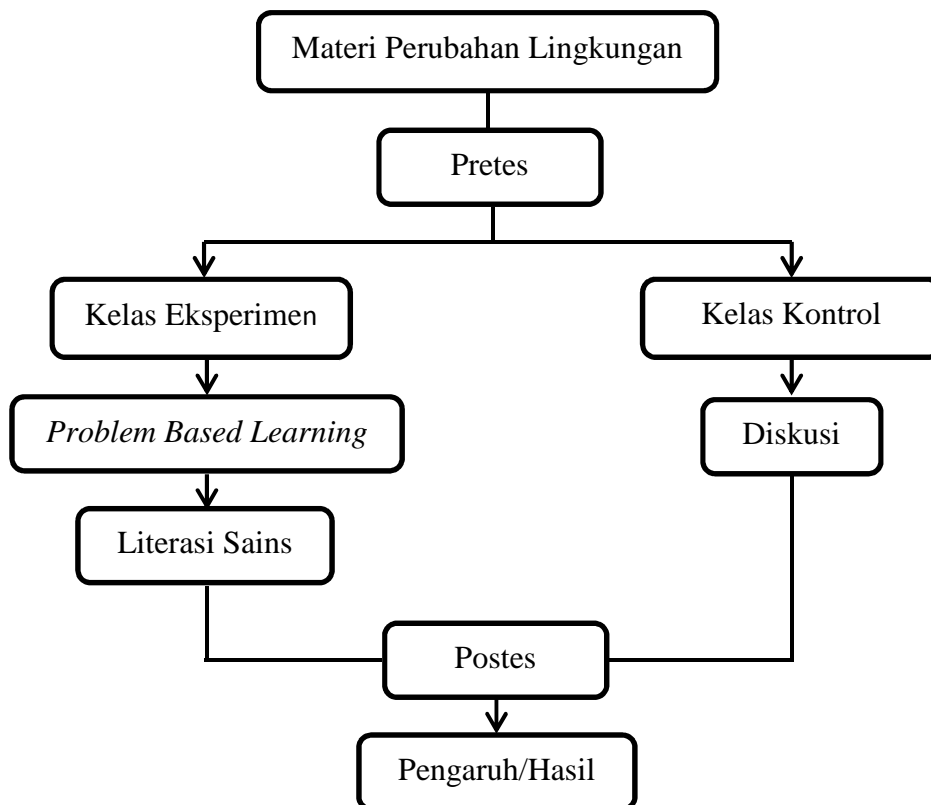 Materi Perubahan Lingkungan
Pretes
Kelas Eksperimen
Kelas Kontrol
Problem Based Learning
Diskusi
Literasi Sains
Postes
Pengaruh/Hasil